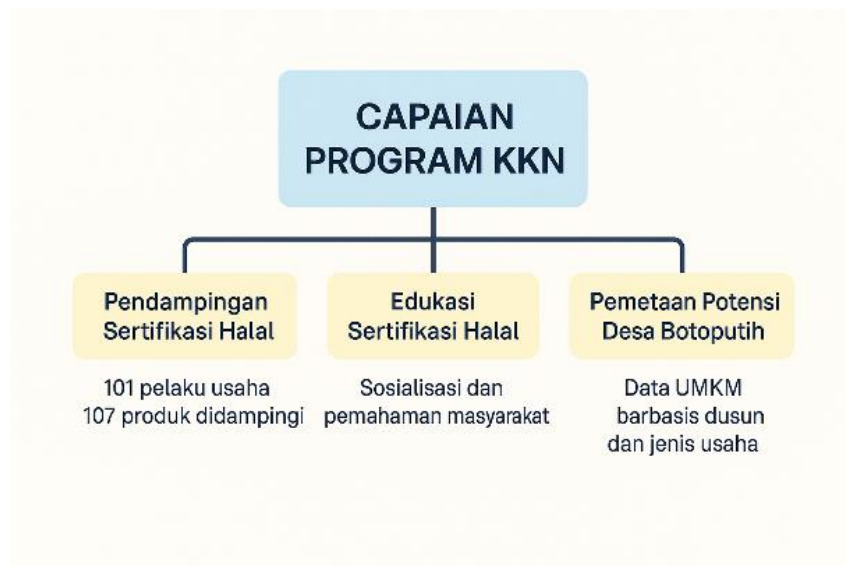 CAPAIAN
PROGRAM KKN
Pendampingan
Sertifikasi Halal
101 pelaku usaha
107 produk didampingi
Edukasi
Sertifikasi Halal
Sosialisasi dan
pemahaman masyarakat
Pemetaan Potensi
Desa Botoputih
Data UMKM
barbasis dusun
dan jenis usaha